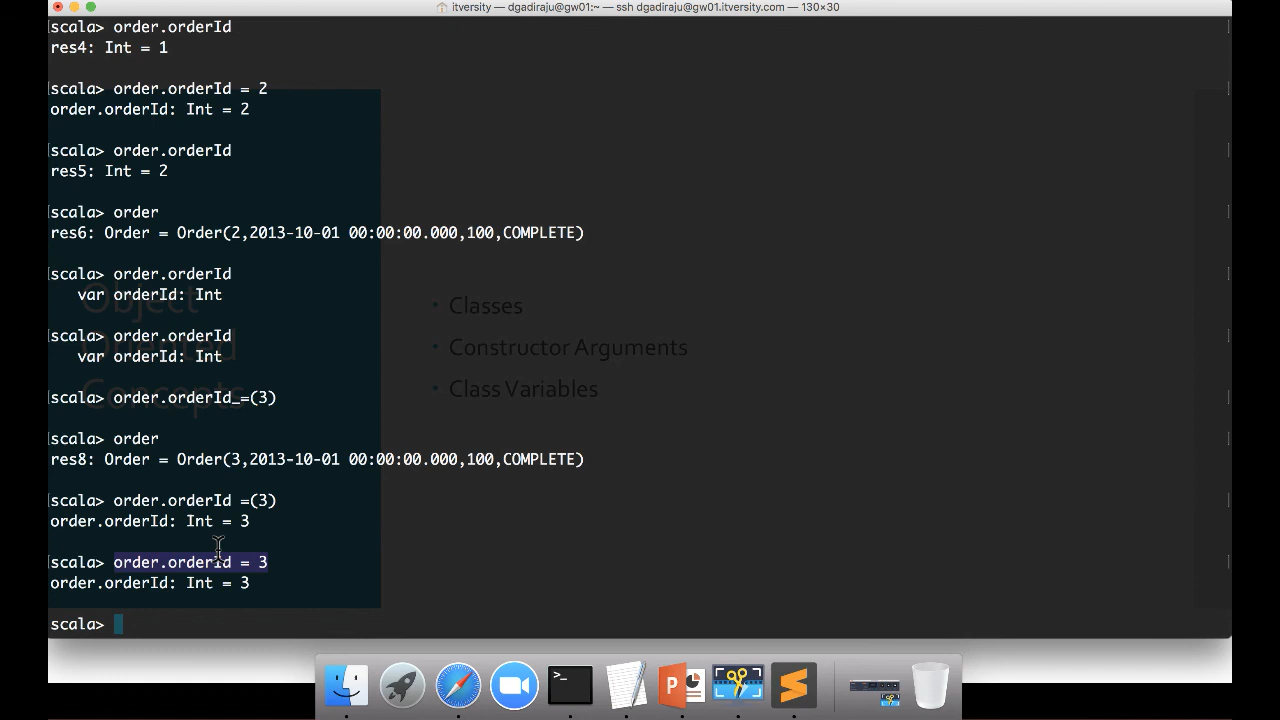 itversity — dgadiraju@gw01:~ — ssh dgadiraju@gw01.itversity.com — 130×30
[scala> order.orderId
res4: Int = 1
[scala> order.orderId = 2
order.orderId: Int = 2
[scala> order.orderId
res5: Int = 2
[scala> order
res6: Order = Order(2,2013-10-01 00:00:00.000,100,COMPLETE)
[scala> order.orderId
var orderId: Int
[scala> order.orderId
var orderId: Int
[scala> order.orderId_=(3)
[scala> order
res8: Order = Order(3,2013-10-01 00:00:00.000,100,COMPLETE)
[scala> order.orderId =(3)
order.orderId: Int = 3
[scala> order.orderId = 3
order.orderId: Int = 3
scala>
Object
Oriented
Concepts
• Classes
• Constructor Arguments
• Class Variables
>_
P